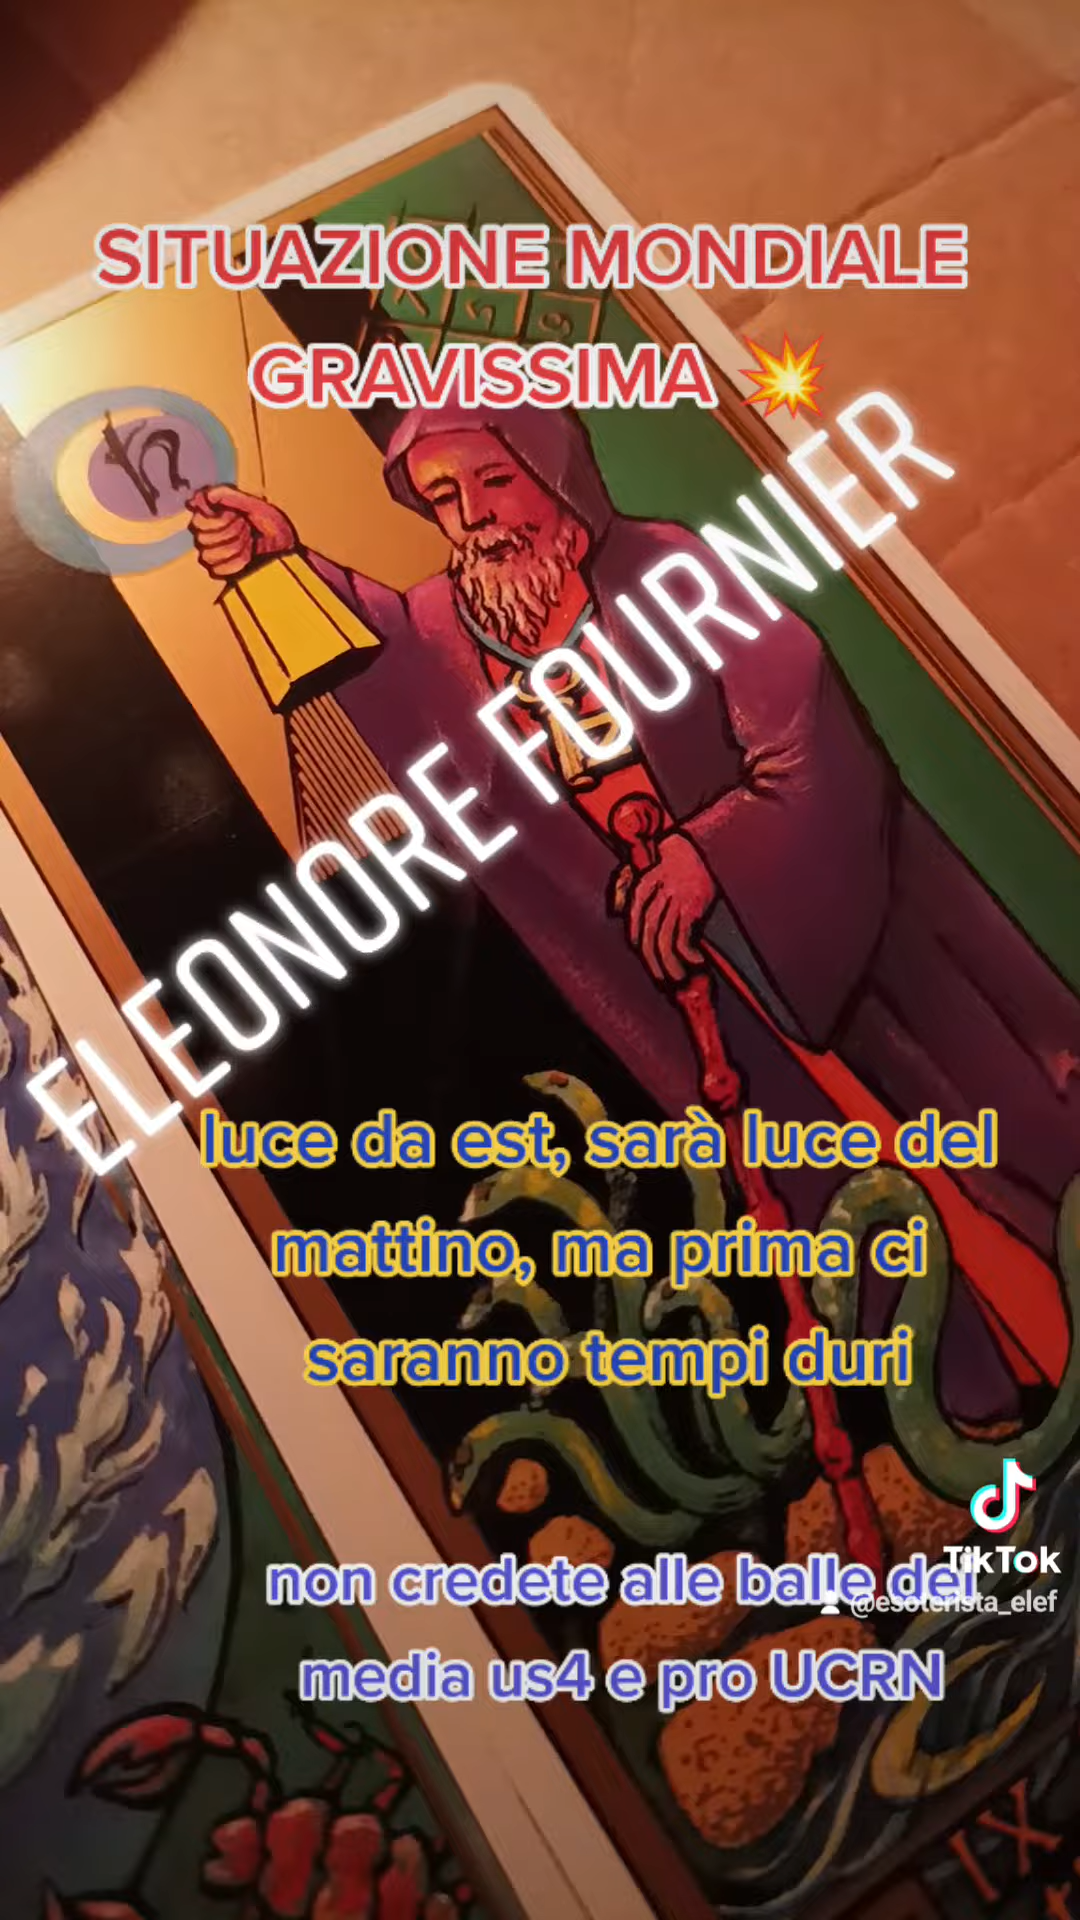 SITUAZIONE MONDIALE
GRAVISSIMA
ELEONORE FOURNIER
luce da est, sarà luce del
mattino, ma prima ci
saranno tempi duri
non credete alle balle dei
media us4 e pro UCRN
TikTok
@esoterista_elef
IX